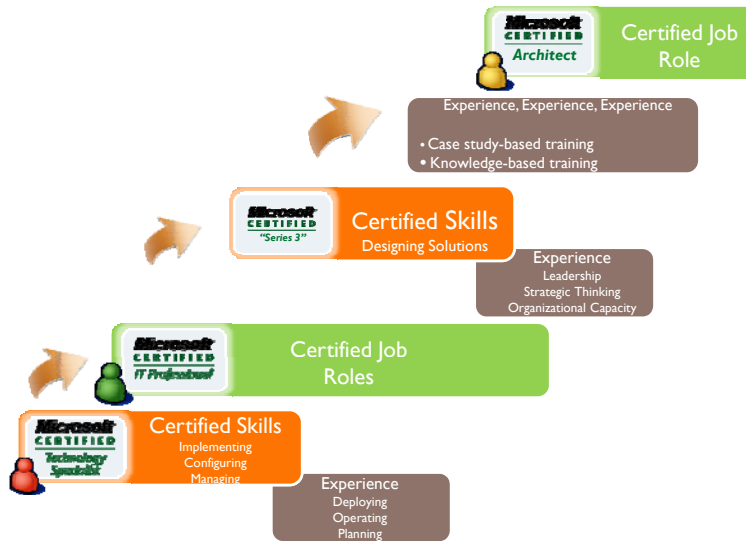 Microsoft
CERTIFIED
Architect
Certified Job
Role
Experience, Experience, Experience
• Case study-based training
• Knowledge-based training
Microsoft
CERTIFIED
"Series 3"
Certified Skills
Designing Solutions
Experience
Leadership
Strategic Thinking
Organizational Capacity
Microsoft
CERTIFIED
IT Professional
Certified Job
Roles
Microsoft
CERTIFIED
Technology
Specialist
Certified Skills
Implementing
Configuring
Managing
Experience
Deploying
Operating
Planning